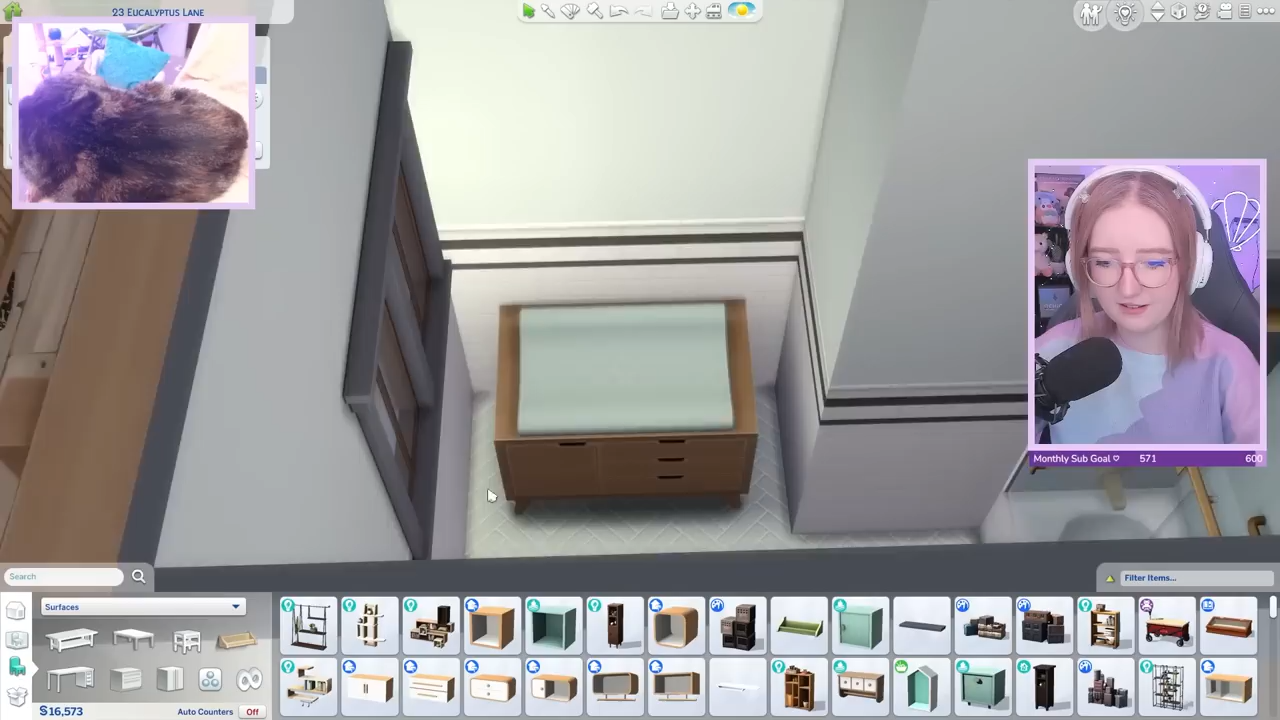 23 Eucalyptus Lane
Monthly Sub Goal ♡ 571 600
Search
Filter Items...
Surfaces
§16,573
Auto Counters Off